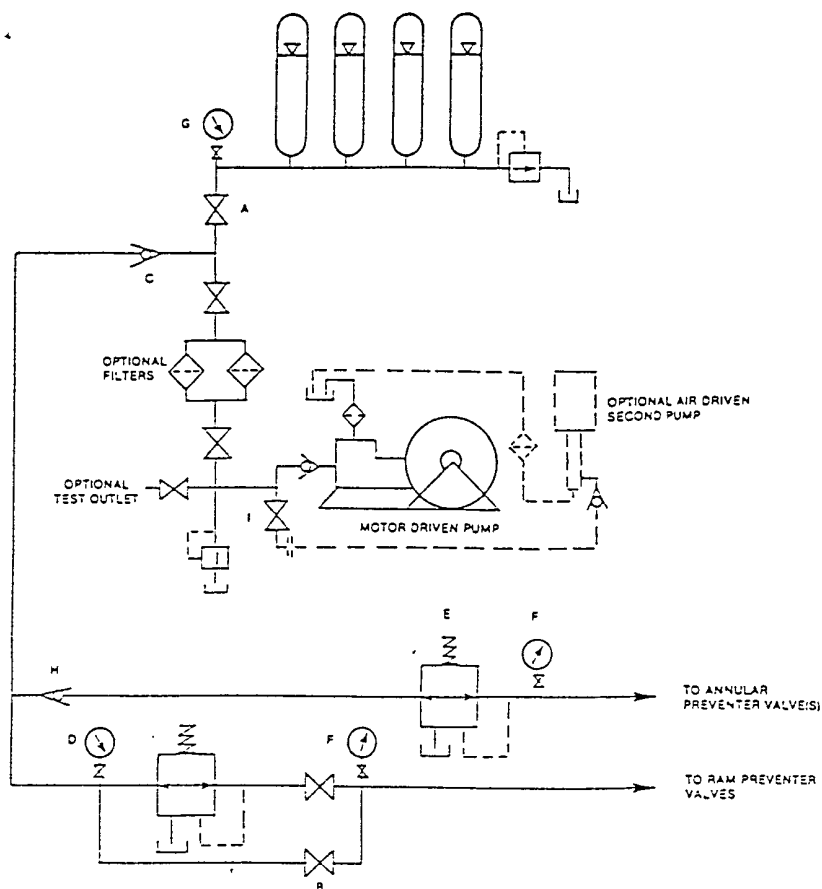 G
A
C
OPTIONAL
FILTERS
OPTIONAL AIR DRIVEN
SECOND PUMP
OPTIONAL
TEST OUTLET
I
MOTOR DRIVEN PUMP
E
F
H
TO ANNULAR
PREVENTER VALVE(S)
D
F
TO RAM PREVENTER
VALVES
B